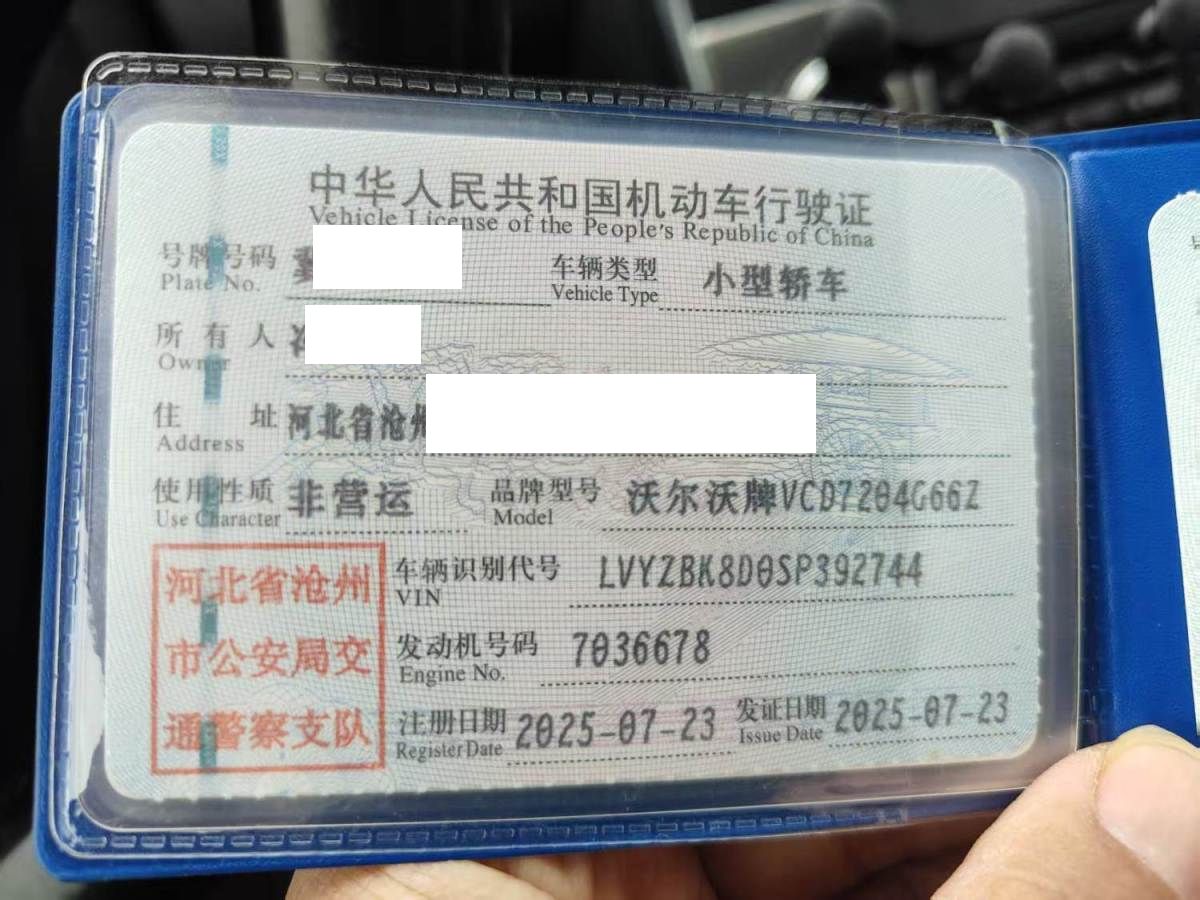 中华人民共和国机动车行驶证
Vehicle License of the People's Republic of China
号牌号码 车辆类型 小型轿车
Plate No. Vehicle Type
所有人
Owner
住址 河北省沧州
Address
使用性质 非营运 品牌型号 沃尔沃牌VCD7204G66Z
Use Character Model
河北省沧州
市公安局交
通警察支队
车辆识别代号 LVYZBK8D0SP392744
VIN
发动机号码 7036678
Engine No.
注册日期 2025-07-23 发证日期 2025-07-23
Register Date Issue Date